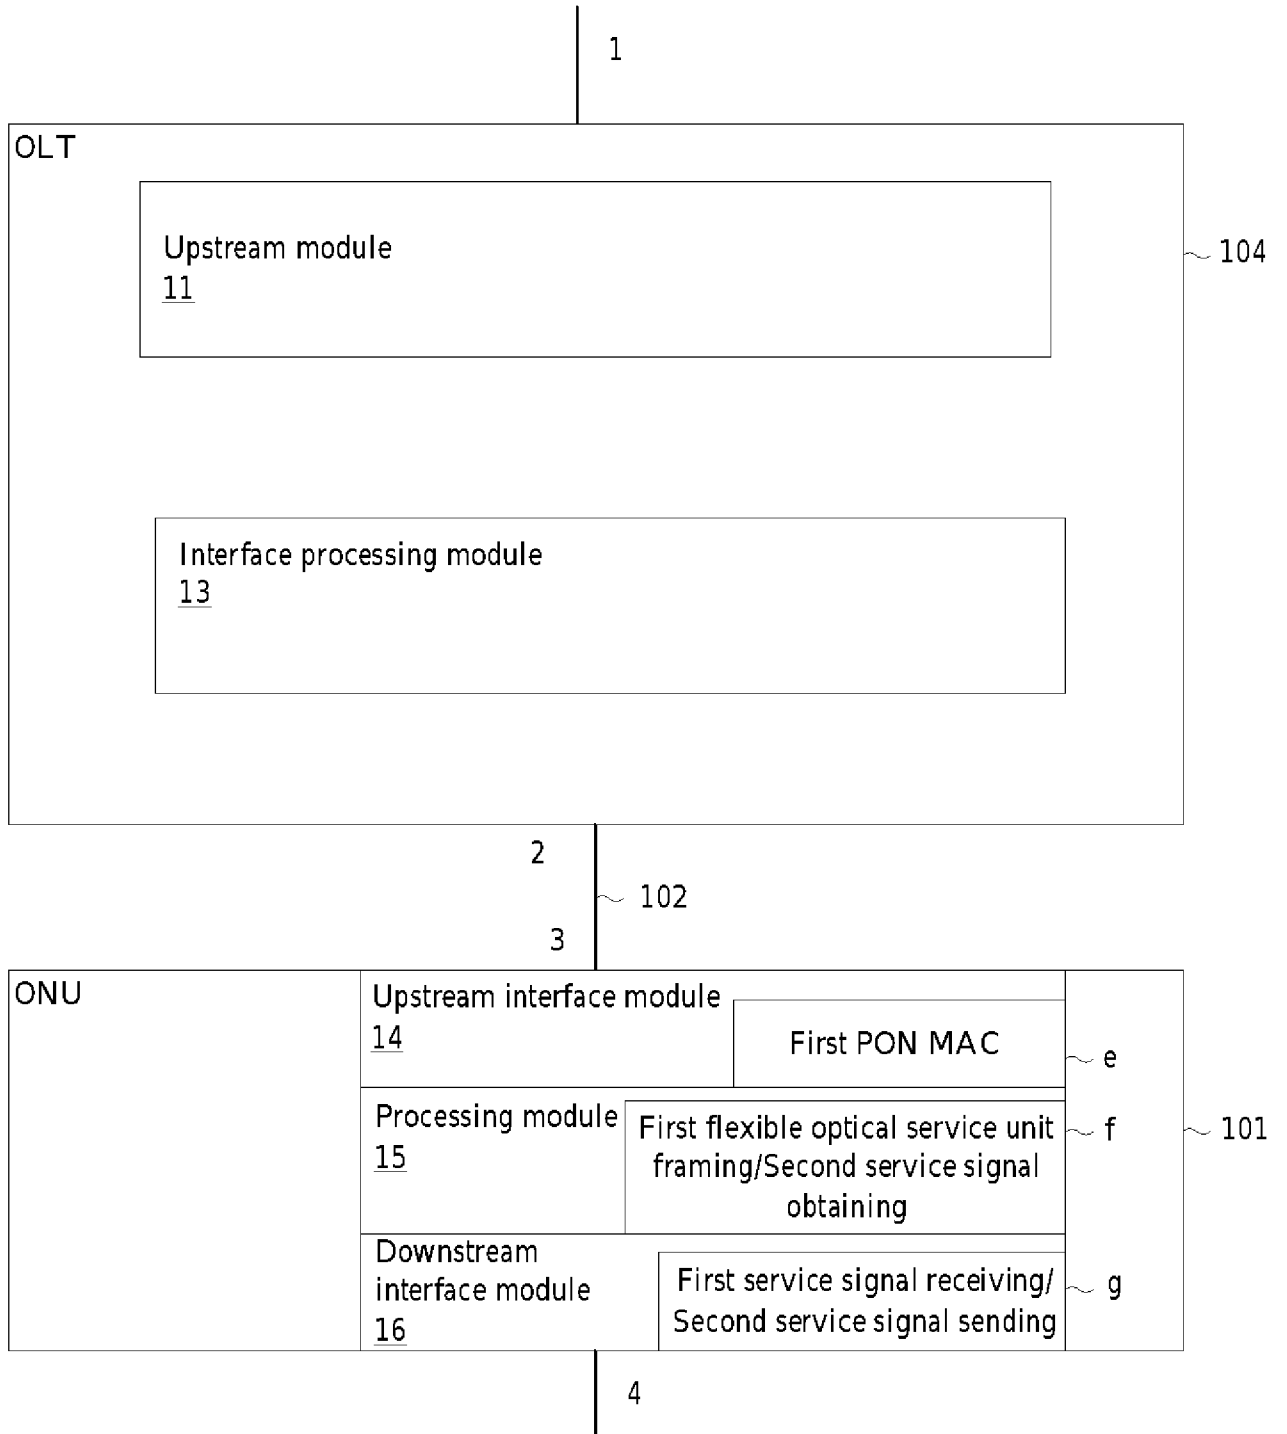 1
OLT
Upstream module
11
104
Interface processing module
13
2
102
3
ONU
Upstream interface module
14
First PON MAC
e
Processing module
15
First flexible optical service unit
framing/Second service signal
obtaining
f
101
Downstream
interface module
16
First service signal receiving/
Second service signal sending
g
4